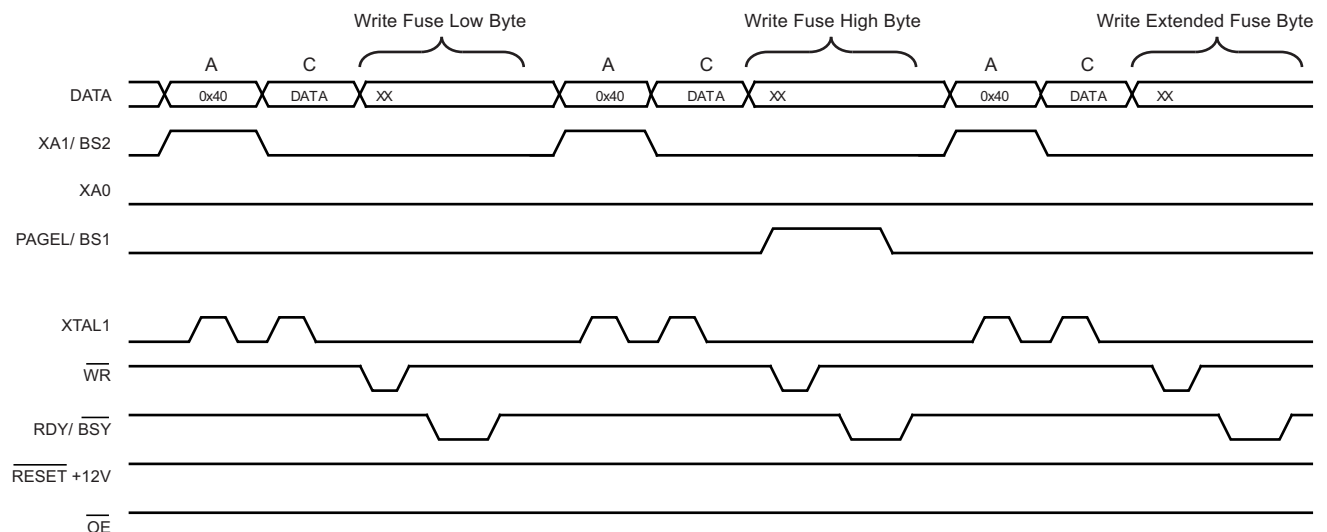 Write Fuse Low Byte Write Fuse High Byte Write Extended Fuse Byte
A C A C A C
DATA 0x40 DATA XX 0x40 DATA XX 0x40 DATA XX
XA1/ BS2
XA0
PAGEL/ BS1
XTAL1
WR
RDY/ BSY
RESET +12V
OE